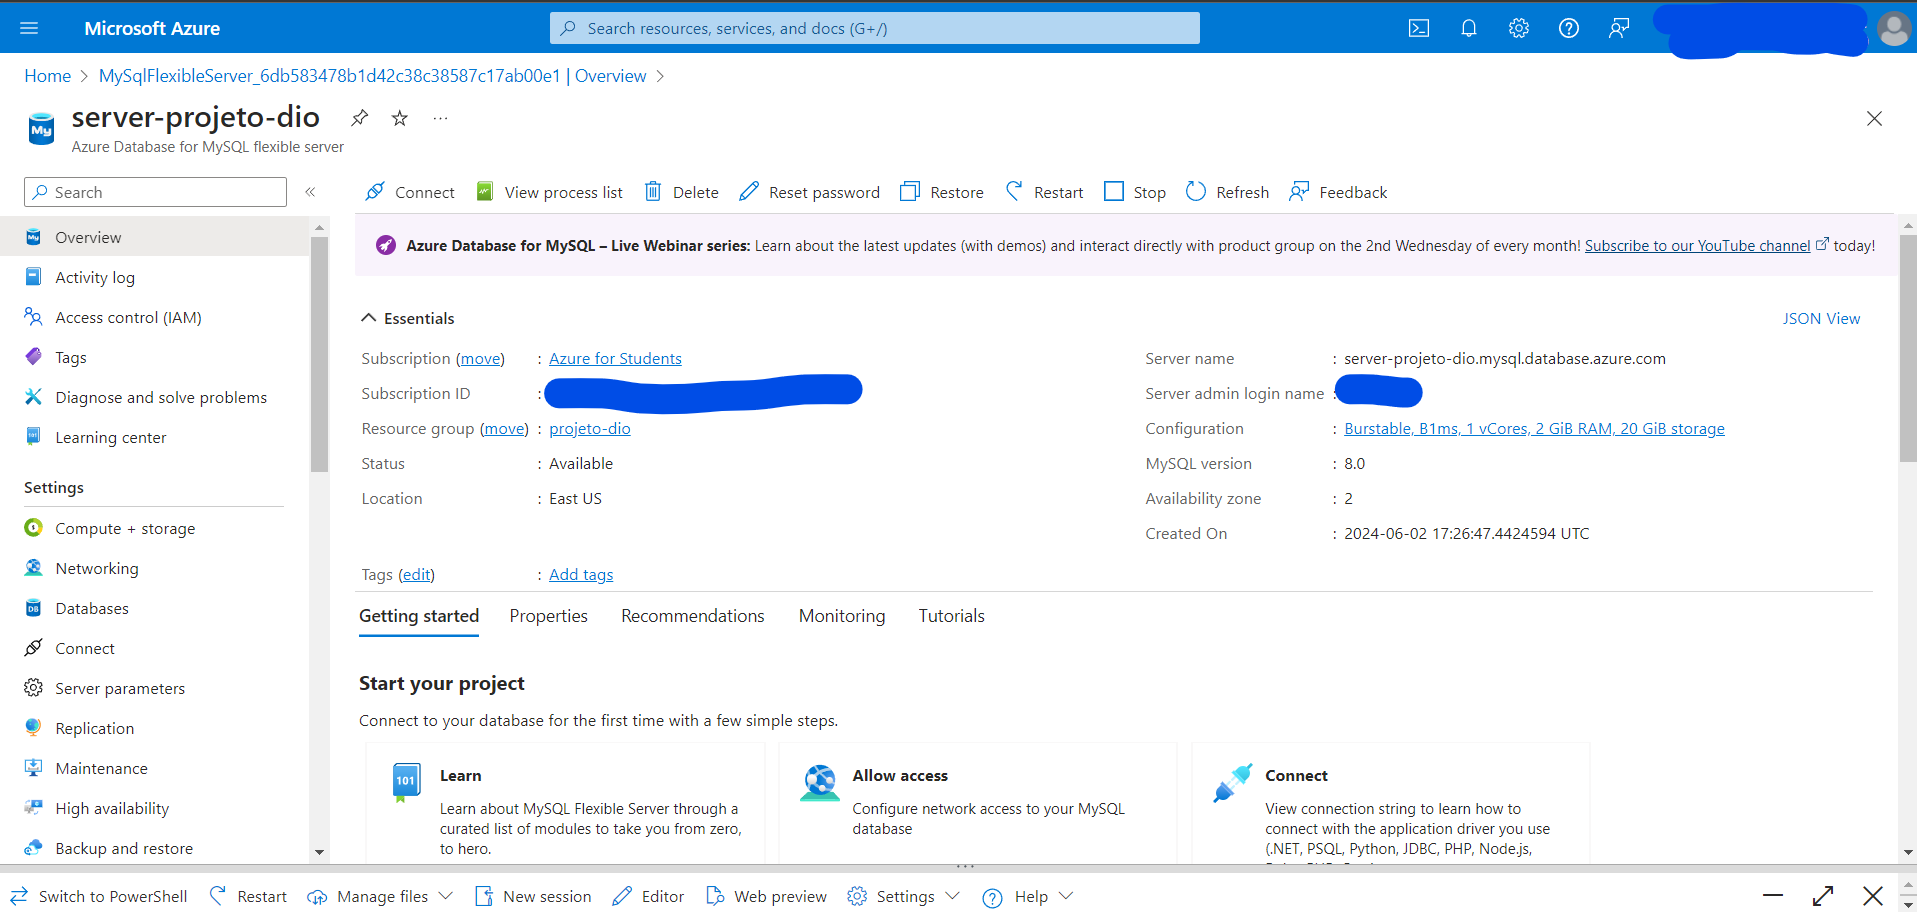 Microsoft Azure
Search resources, services, and docs (G+/)
Home > MySqlFlexibleServer_6db583478b1d42c38c38587c17ab00e1 | Overview >
server-projeto-dio
Azure Database for MySQL flexible server
Search
Connect View process list Delete Reset password Restore Restart Stop Refresh Feedback
Azure Database for MySQL – Live Webinar series: Learn about the latest updates (with demos) and interact directly with product group on the 2nd Wednesday of every month! Subscribe to our YouTube channel today!
Overview
Activity log
Access control (IAM)
Tags
Diagnose and solve problems
Learning center
Settings
Compute + storage
Networking
Databases
Connect
Server parameters
Replication
Maintenance
High availability
Backup and restore
Essentials
JSON View
Subscription (move) : Azure for Students
Subscription ID :
Resource group (move) : projeto-dio
Status : Available
Location : East US
Server name : server-projeto-dio.mysql.database.azure.com
Server admin login name :
Configuration : Burstable, B1ms, 1 vCores, 2 GiB RAM, 20 GiB storage
MySQL version : 8.0
Availability zone : 2
Created On : 2024-06-02 17:26:47.4424594 UTC
Tags (edit) : Add tags
Getting started Properties Recommendations Monitoring Tutorials
Start your project
Connect to your database for the first time with a few simple steps.
Learn
Learn about MySQL Flexible Server through a
curated list of modules to take you from zero,
to hero.
Allow access
Configure network access to your MySQL
database
Connect
View connection string to learn how to
connect with the application driver you use
(.NET, PSQL, Python, JDBC, PHP, Node.js,
Switch to PowerShell Restart Manage files New session Editor Web preview Settings Help